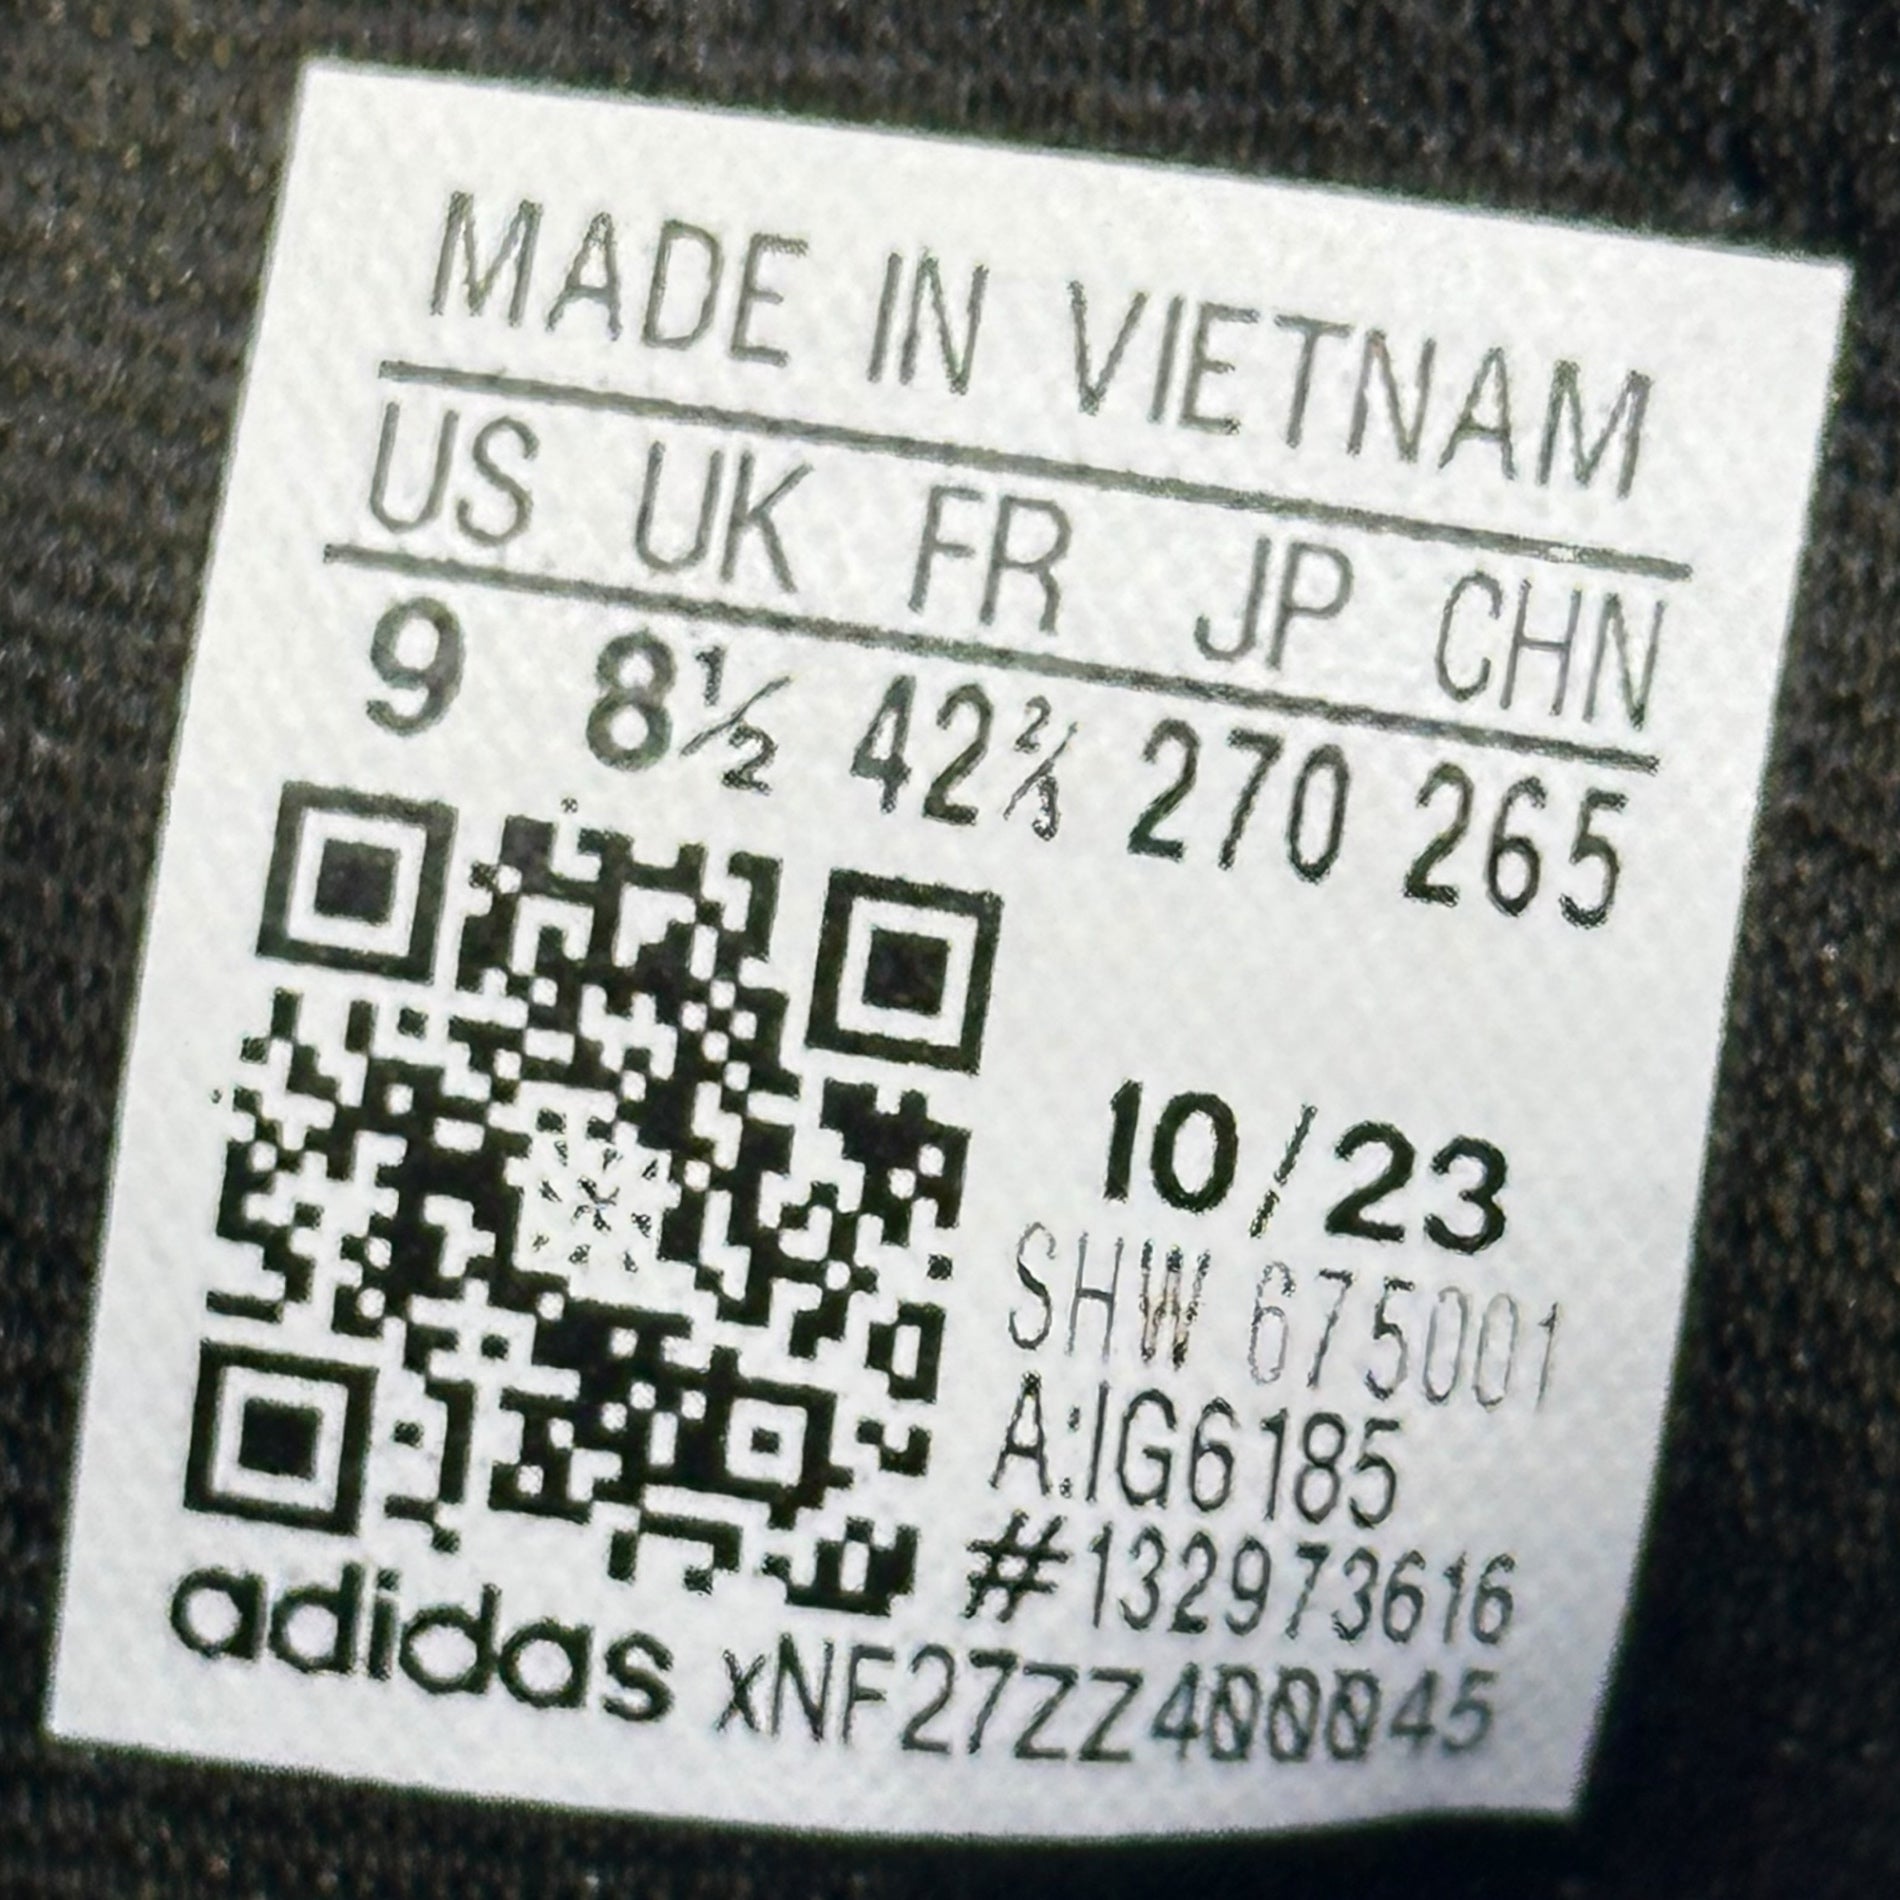 MADE IN VIETNAM
US UK FR JP CHN
9 8½ 42⅔ 270 265
10/23
SHW 675001
A:IG6185
#132973616
adidas xNF27ZZ4000045